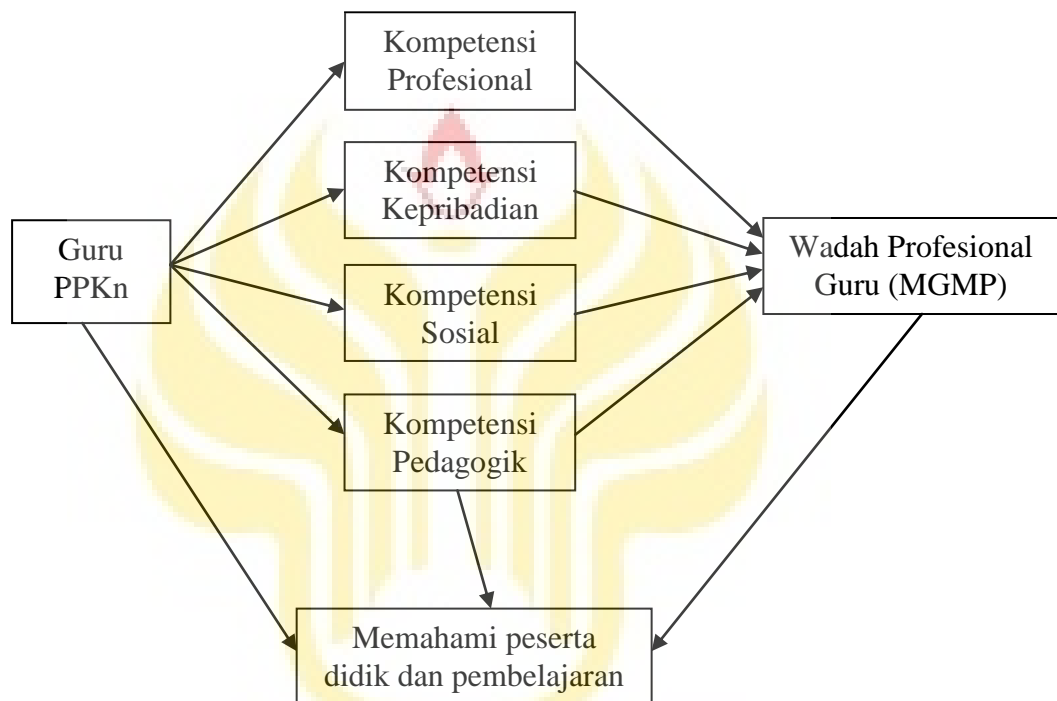 Kompetensi
Profesional
Kompetensi
Kepribadian
Guru
PPKn
Wadah Profesional
Guru (MGMP)
Kompetensi
Sosial
Kompetensi
Pedagogik
Memahami peserta
didik dan pembelajaran